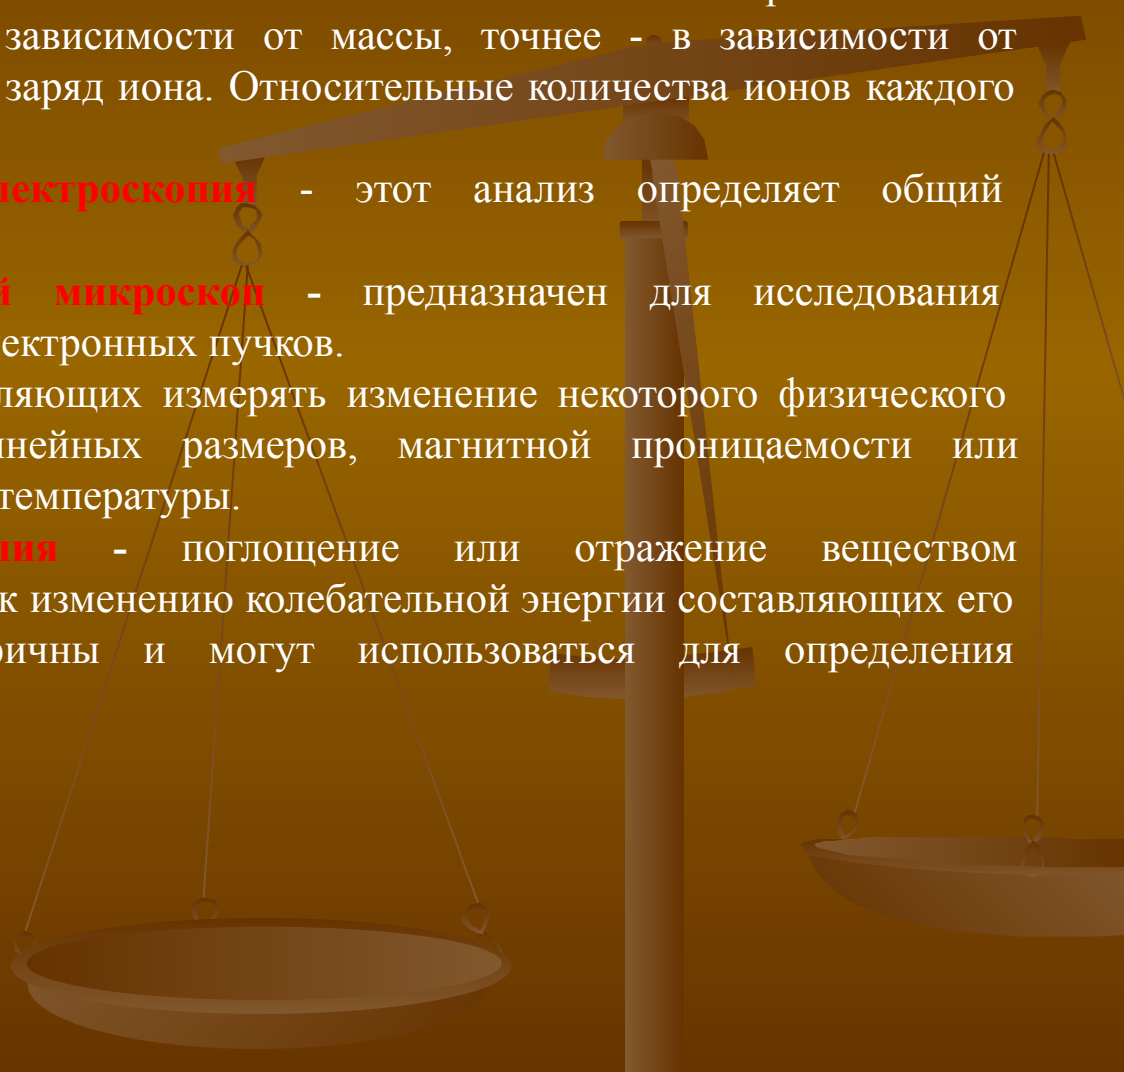 зависимости от массы, точнее - в зависимости от
заряд иона. Относительные количества ионов каждого
лектроскопия - этот анализ определяет общий
й микроскоп - предназначен для исследования
ектронных пучков.
ляющих измерять изменение некоторого физического
нейных размеров, магнитной проницаемости или
температуры.
ия - поглощение или отражение веществом
к изменению колебательной энергии составляющих его
ричны и могут использоваться для определения